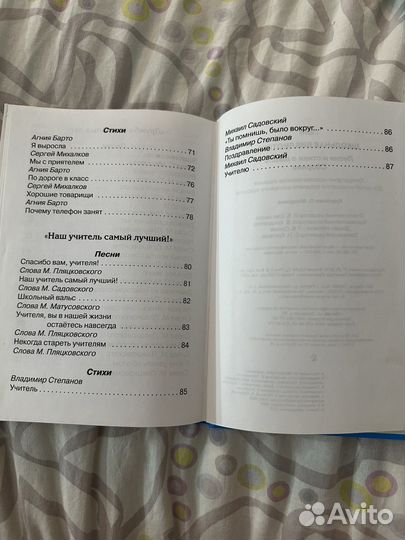 Стихи
Агния Барто
Я выросла 71
Сергей Михалков
Мы с приятелем 72
Агния Барто
По дороге в класс 76
Сергей Михалков
Хорошие товарищи 77
Агния Барто
Почему телефон занят 78
«Наш учитель самый лучший!»
Песни
Спасибо вам, учителя! 80
Слова М. Пляцковского
Наш учитель самый лучший! 81
Слова М. Садовского
Школьный вальс 82
Слова М. Матусовского
Учителя, вы в нашей жизни
остаётесь навсегда 83
Слова М. Пляцковского
Некогда стареть учителям 84
Слова М. Пляцковского
Стихи
Владимир Степанов
Учитель 85
Михаил Садовский
«Ты помнишь, было вокруг...» 86
Владимир Степанов
Поздравление 86
Михаил Садовский
Учителю 87
Avito